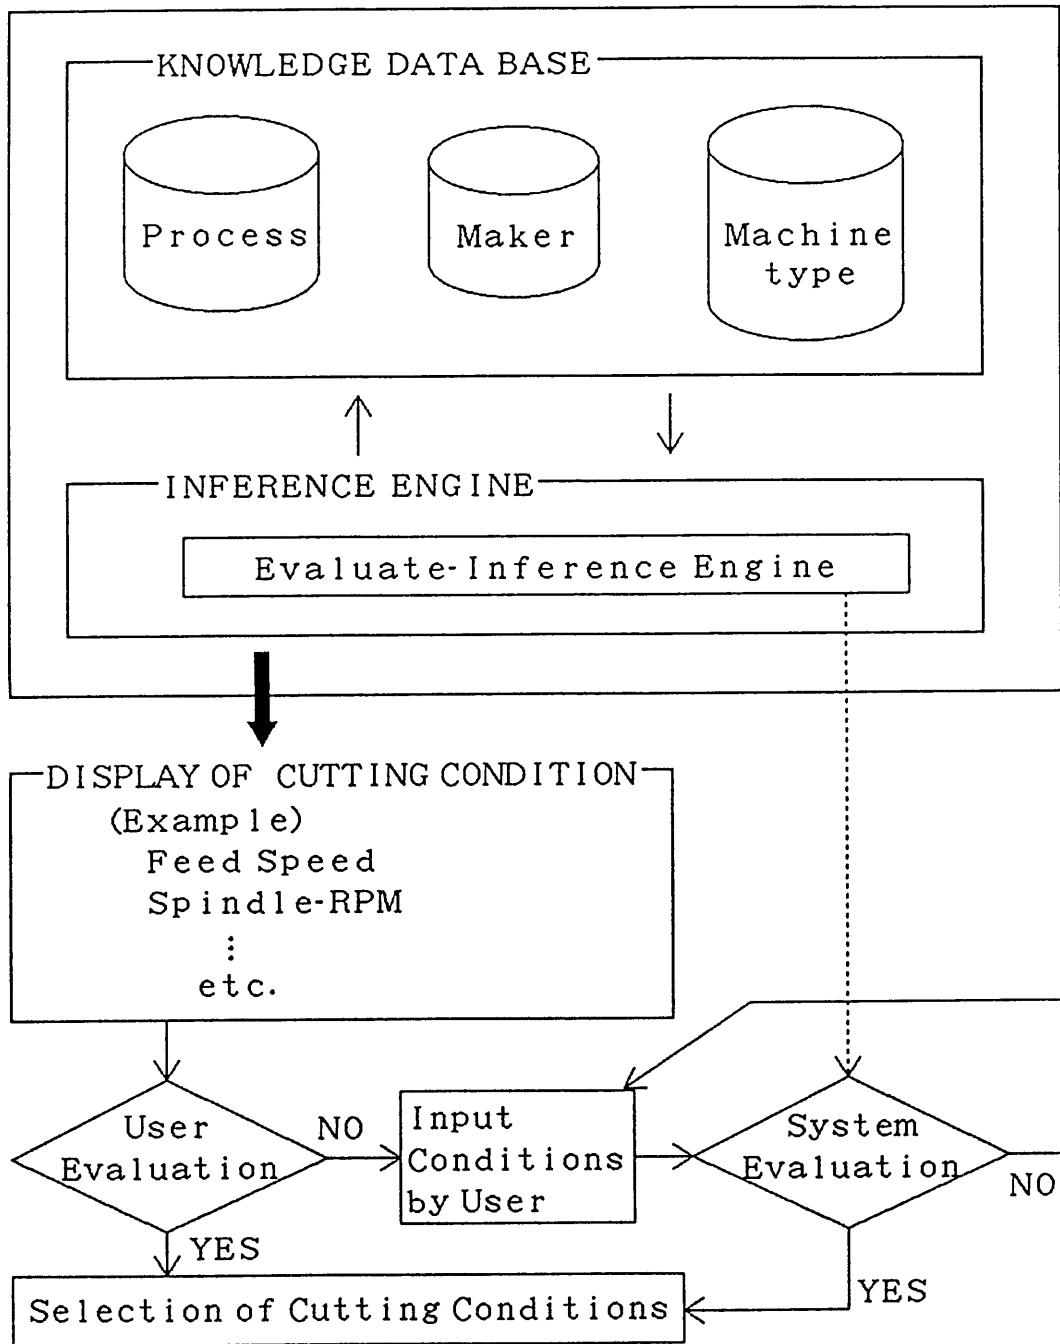 KNOWLEDGE DATA BASE
Process
Maker
Machine
type
INFERENCE ENGINE
Evaluate-Inference Engine
DISPLAY OF CUTTING CONDITION
(Example)
Feed Speed
Spindle-RPM
⋮
etc.
User
Evaluation
NO
Input
Conditions
by User
System
Evaluation
NO
YES
YES
Selection of Cutting Conditions